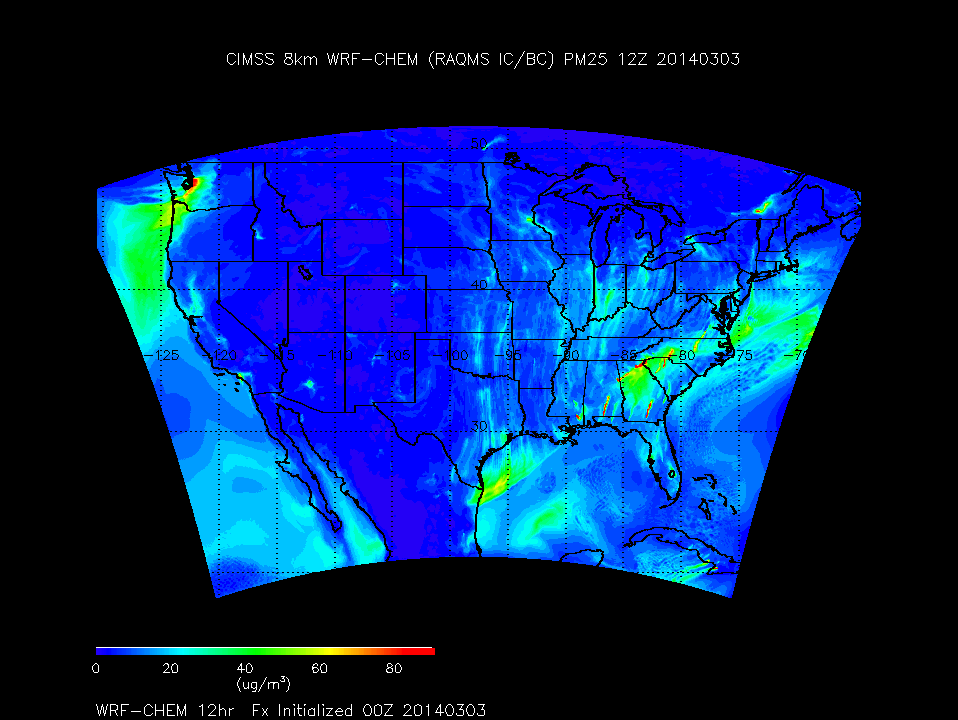 CIMSS 8km WRF-CHEM (RAQMS IC/BC) PM25 12Z 20140303
50
40
-125 -120 -115 -110 -105 -100 -95 -90 -85 -80 -75 -70
30
0 20 40 60 80
(ug/m³)
WRF-CHEM 12hr Fx Initialized 00Z 20140303